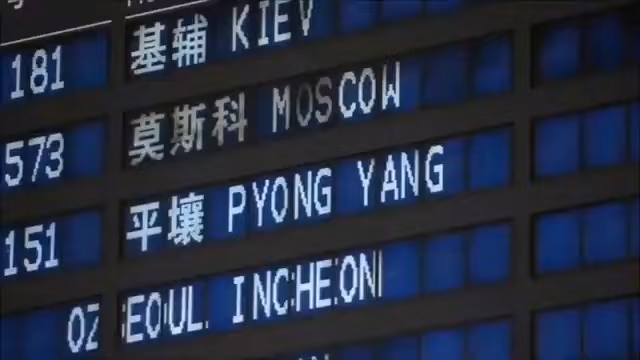 181 基辅 KIEV
573 莫斯科 MOSCOW
151 平壤 PYONG YANG
OZ SEOUL INCHEON